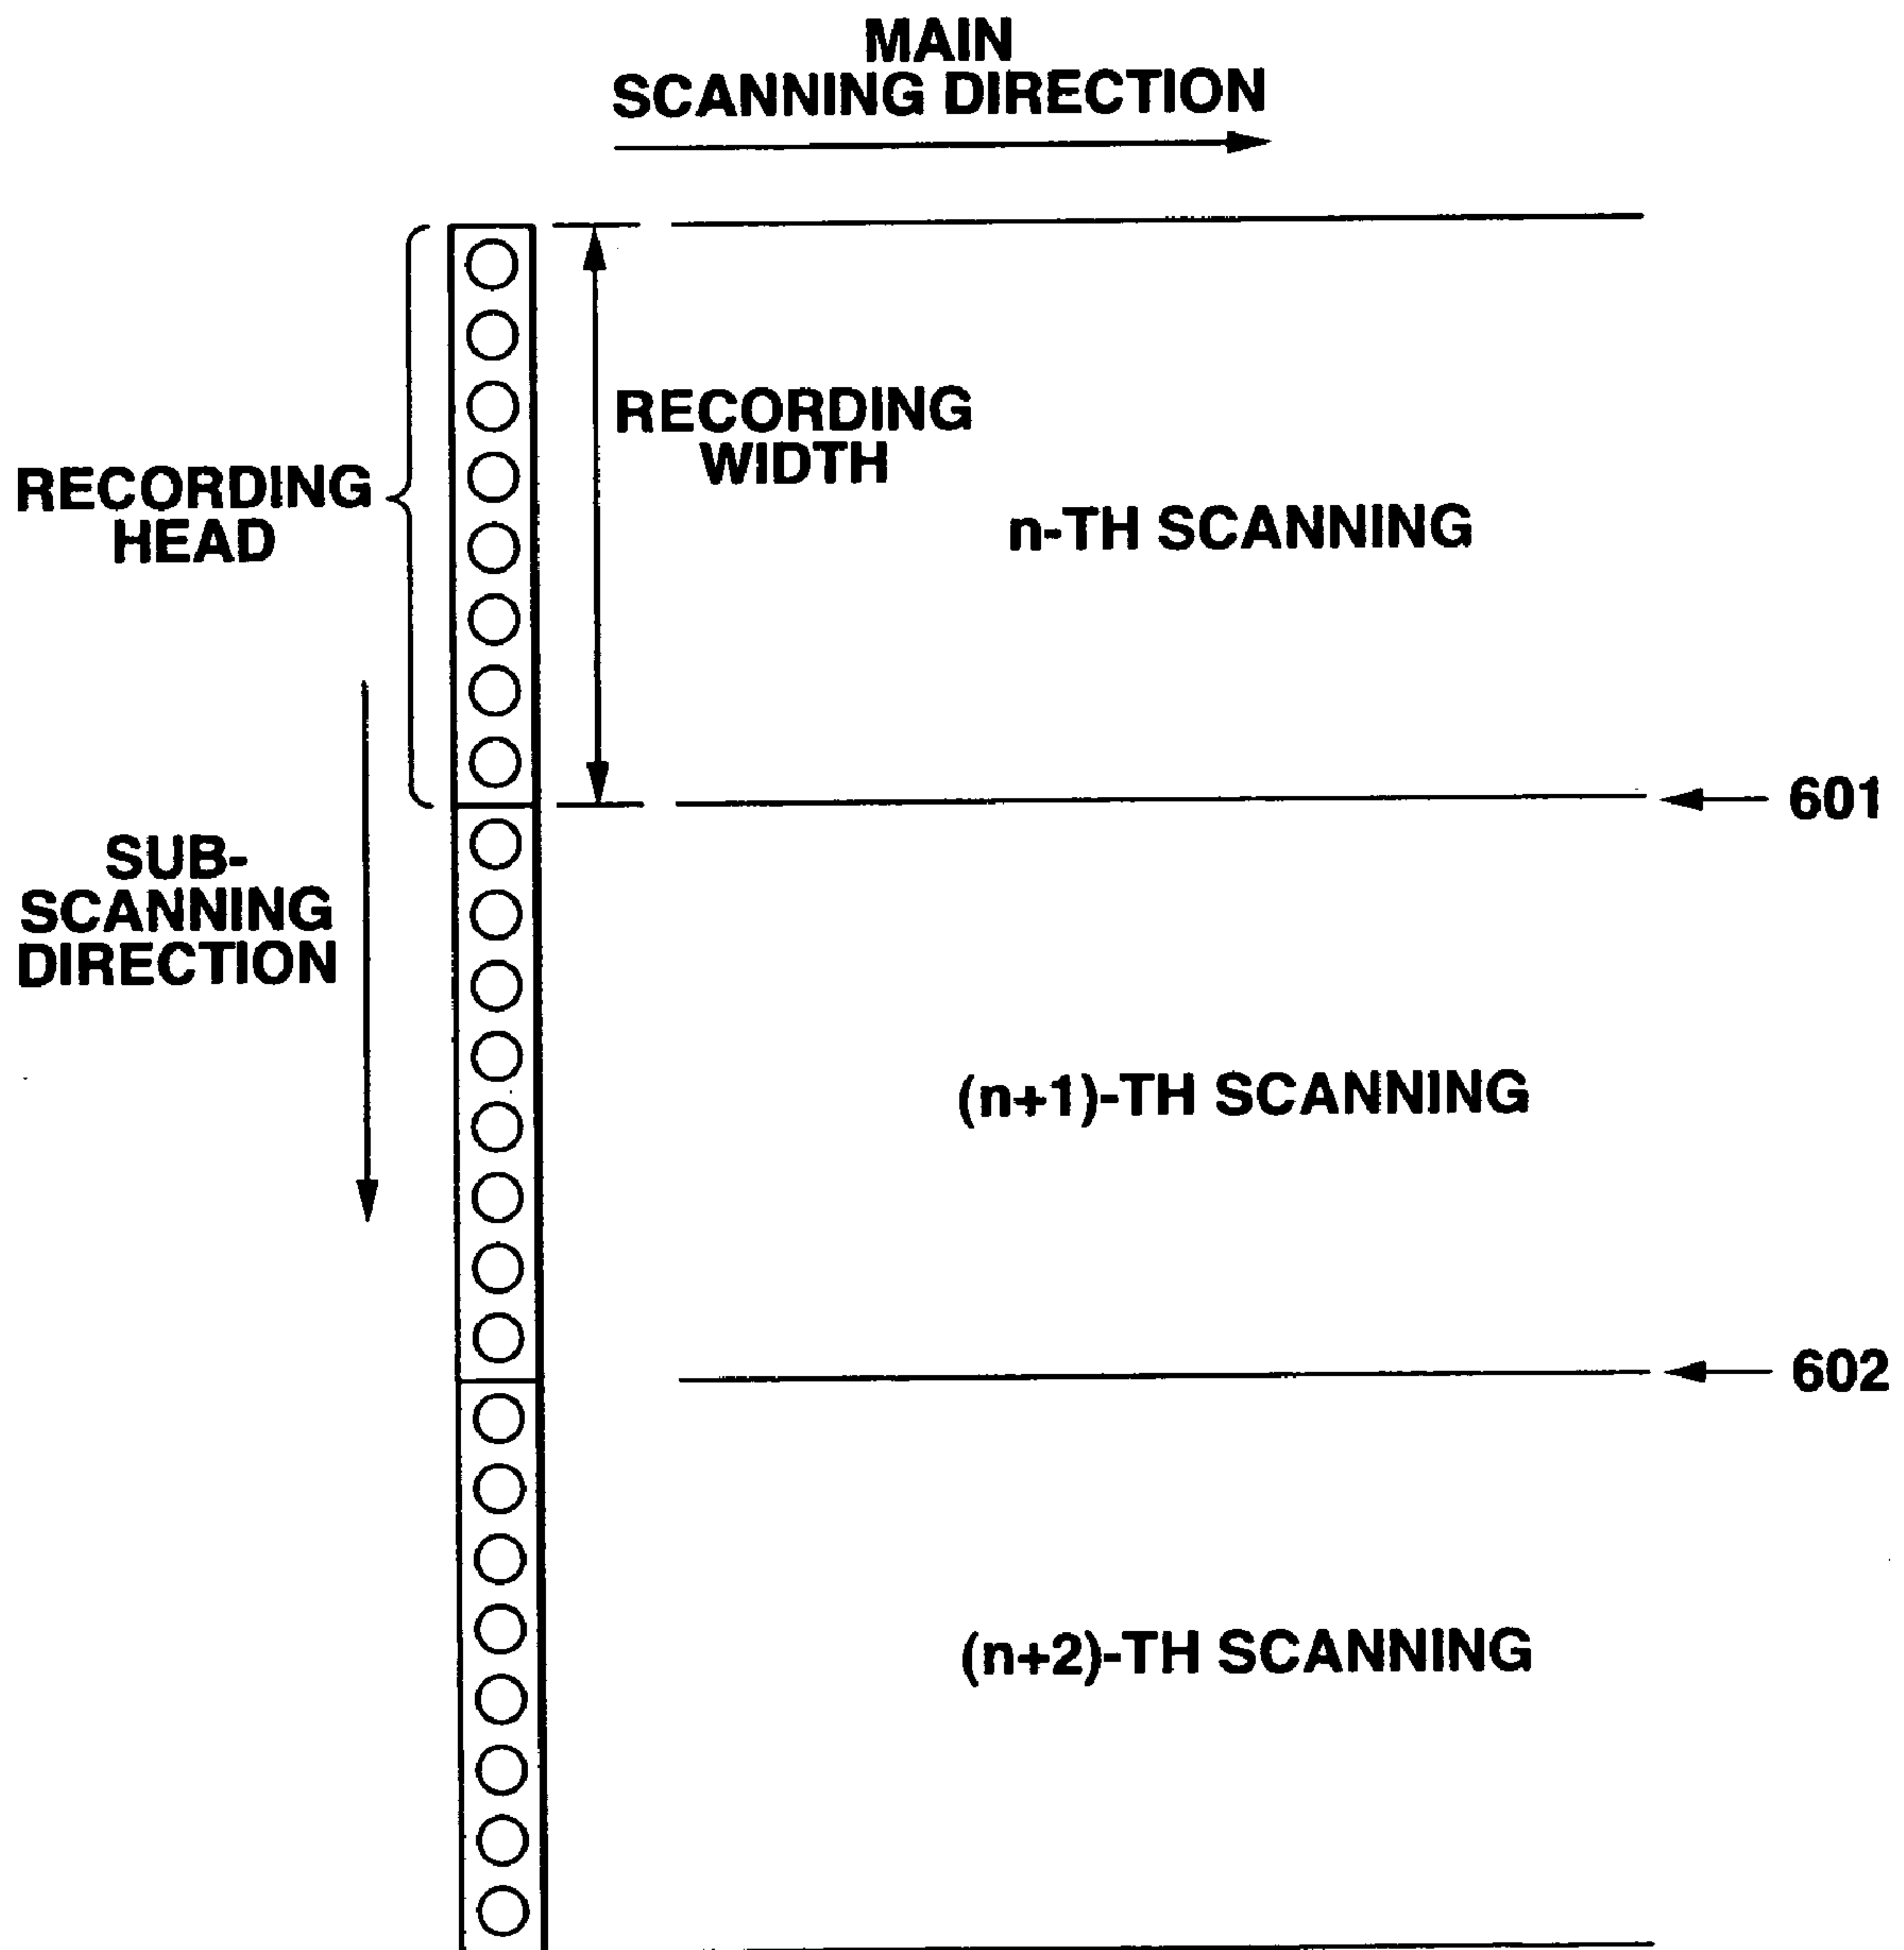 MAIN
SCANNING DIRECTION
RECORDING
WIDTH
RECORDING
HEAD
n-TH SCANNING
601
SUB-
SCANNING
DIRECTION
(n+1)-TH SCANNING
602
(n+2)-TH SCANNING